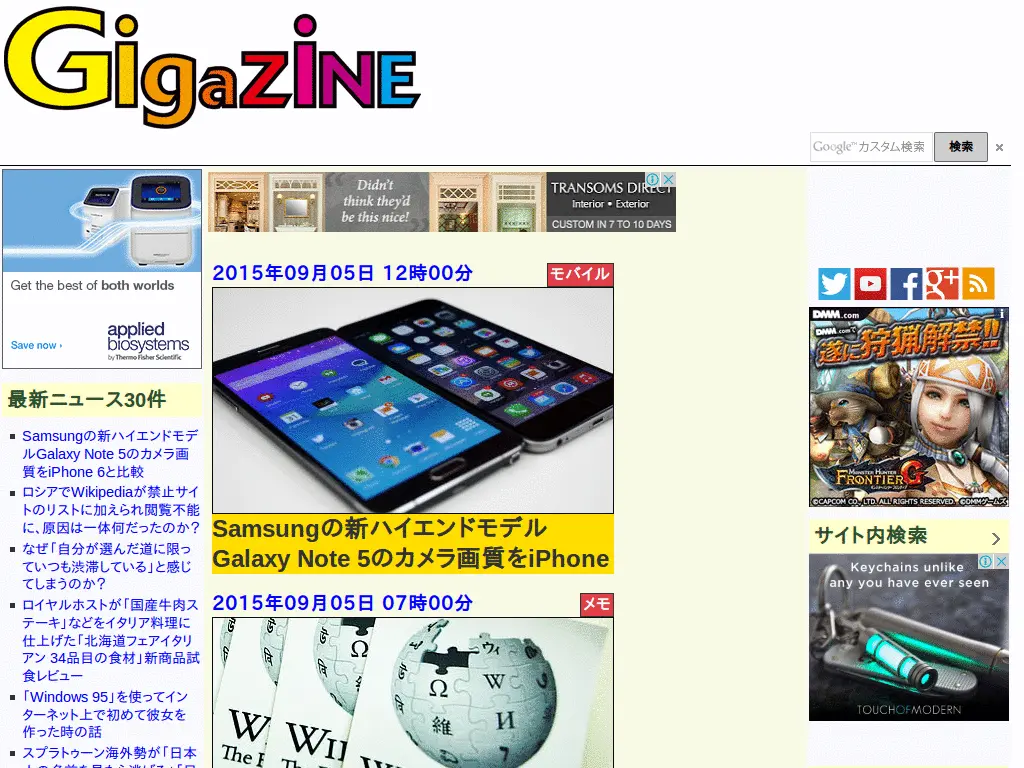 GigaZiNE
Google™カスタム検索
検索
×
Get the best of both worlds
Save now ›
applied
biosystems
by Thermo Fisher Scientific
最新ニュース30件
Samsungの新ハイエンドモデ
ルGalaxy Note 5のカメラ画
質をiPhone 6と比較
ロシアでWikipediaが禁止サイ
トのリストに加えられ閲覧不能
に、原因は一体何だったのか？
なぜ「自分が選んだ道に限っ
ていつも渋滞している」と感じ
てしまうのか？
ロイヤルホストが「国産牛肉ス
テーキ」などをイタリア料理に
仕上げた「北海道フェアイタリ
アン 34品目の食材」新商品試
食レビュー
「Windows 95」を使ってイン
ターネット上で初めて彼女を
作った時の話
スプラトゥーン海外勢が「日本
Didn't
think they'd
be this nice!
TRANSOMS DIRECT
Interior • Exterior
CUSTOM IN 7 TO 10 DAYS
2015年09月05日 12時00分
モバイル
Samsungの新ハイエンドモデル
Galaxy Note 5のカメラ画質をiPhone
2015年09月05日 07時00分
メモ
Ω
W
ウィ
維
И
W
WI
WI
The Free
DMM.com
DMM.comで
遂に狩猟解禁!!
MONSTER HUNTER
FRONTIER G
©CAPCOM CO., LTD. ALL RIGHTS RESERVED. ©DMMゲームズ
サイト内検索
Keychains unlike
any you have ever seen
TOUCHOFMODERN